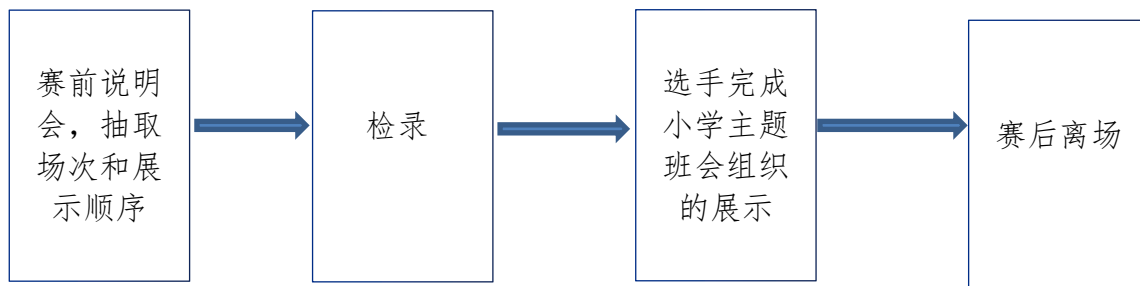 赛前说明
会，抽取
场次和展
示顺序
检录
选手完成
小学主题
班会组织
的展示
赛后离场